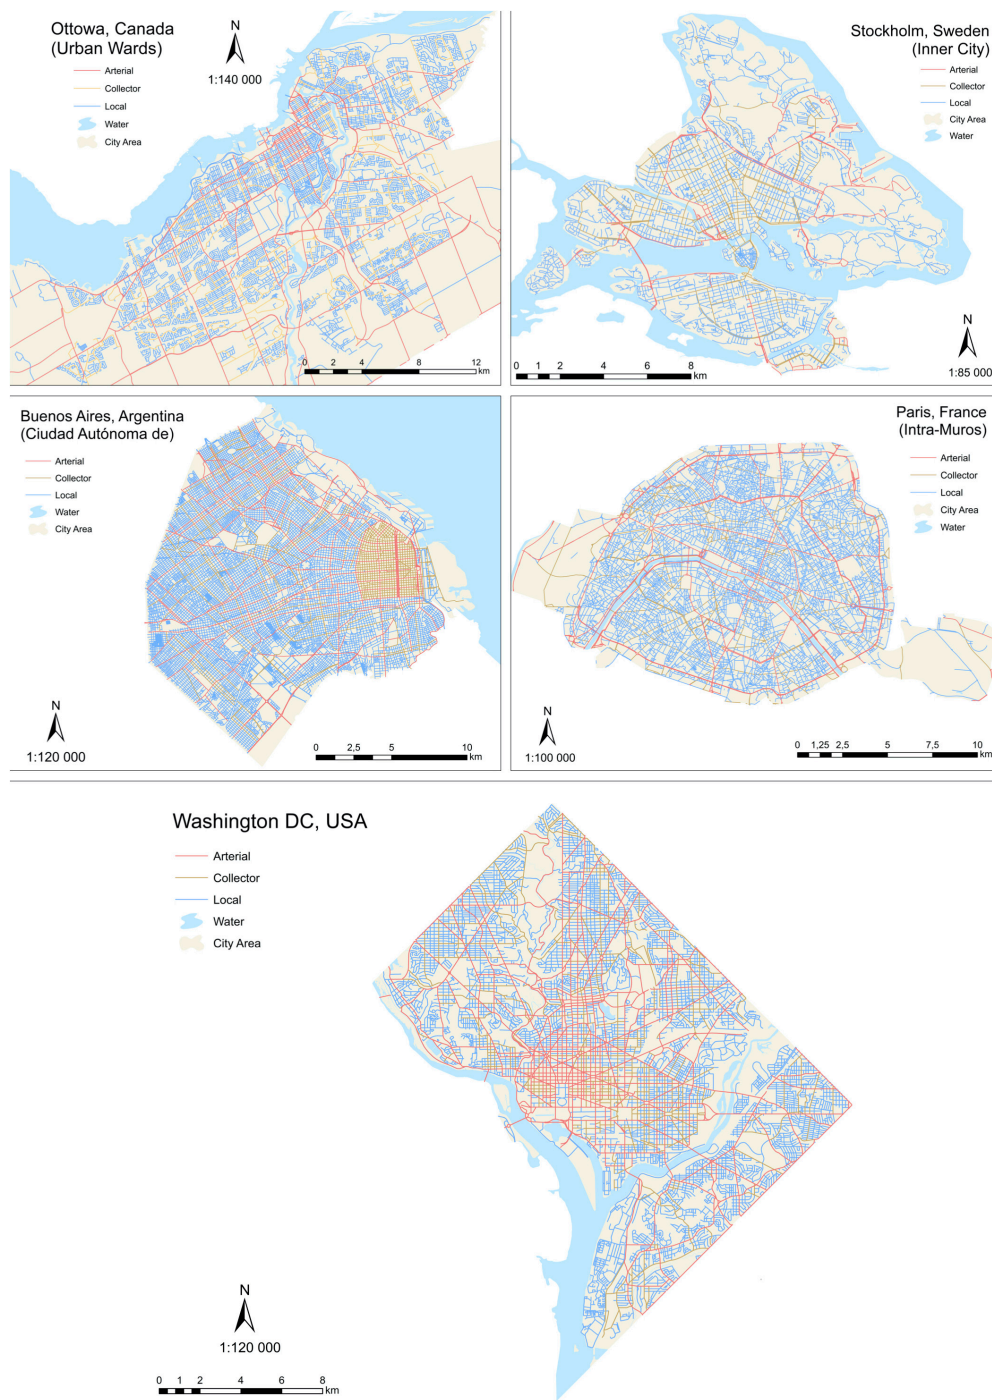 Ottowa, Canada
(Urban Wards)
Arterial
Collector
Local
Water
City Area
N
1:140 000
0 2 4 8 12
km
Stockholm, Sweden
(Inner City)
Arterial
Collector
Local
City Area
Water
N
1:85 000
0 1 2 4 6 8
km
Buenos Aires, Argentina
(Ciudad Autónoma de)
Arterial
Collector
Local
Water
City Area
N
1:120 000
0 2,5 5 10
km
Paris, France
(Intra-Muros)
Arterial
Collector
Local
City Area
Water
N
1:100 000
0 1,25 2,5 5 7,5 10
km
Washington DC, USA
Arterial
Collector
Local
Water
City Area
N
1:120 000
0 1 2 4 6 8
km